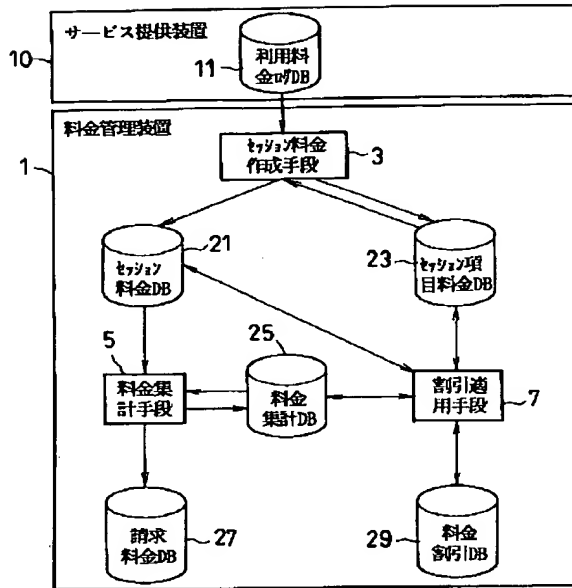 サービス提供装置
10
11
利用料
金ログDB
料金管理装置
1
セッション料金
作成手段
3
21
セッション
料金DB
23
セッション項
目料金DB
5
料金集
計手段
25
料金
集計DB
割引適
用手段
7
請求
料金DB
27
29
料金
割引DB